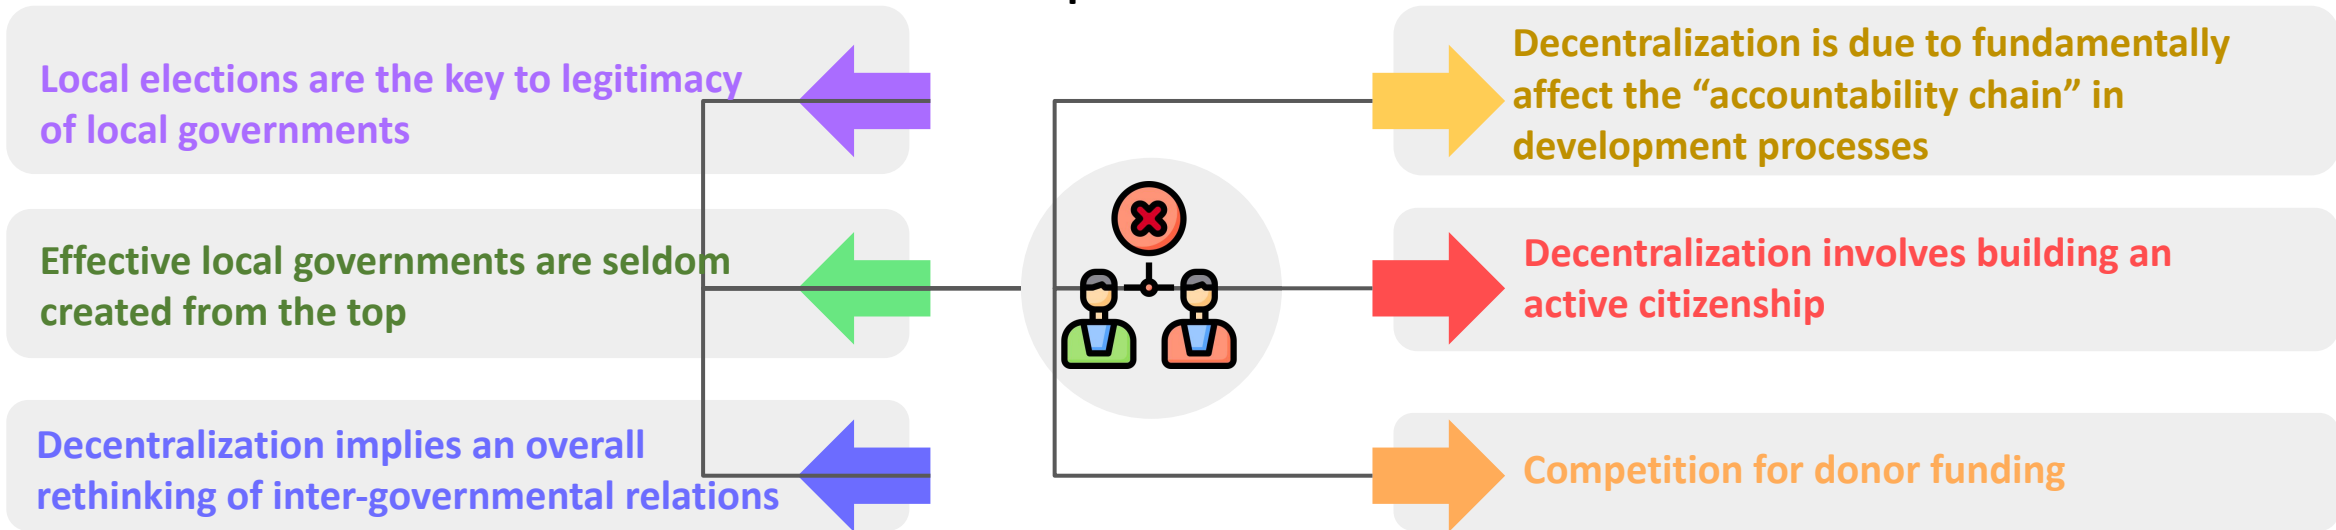 Local elections are the key to legitimacy
of local governments
Effective local governments are seldom
created from the top
Decentralization implies an overall
rethinking of inter-governmental relations
Decentralization is due to fundamentally
affect the “accountability chain” in
development processes
Decentralization involves building an
active citizenship
Competition for donor funding